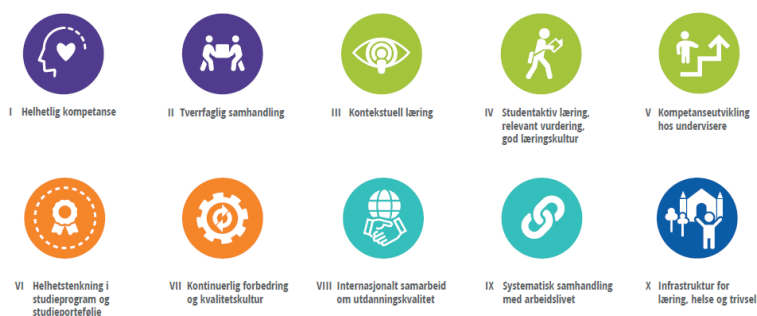 I Helhetlig kompetanse
II Tverrfaglig samhandling
III Kontekstuell læring
IV Studentaktiv læring,
relevant vurdering,
god læringskultur
V Kompetanseutvikling
hos undervisere
VI Helhetstenkning i
studieprogram og
studieportefølje
VII Kontinuerlig forbedring
og kvalitetskultur
VIII Internasjonalt samarbeid
om utdanningskvalitet
IX Systematisk samhandling
med arbeidslivet
X Infrastruktur for
læring, helse og trivsel